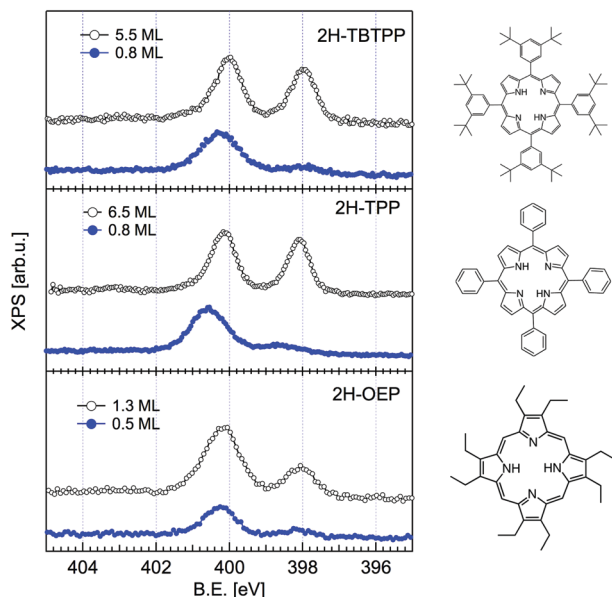 5.5 ML
0.8 ML
2H-TBTPP
6.5 ML
0.8 ML
2H-TPP
1.3 ML
0.5 ML
2H-OEP
XPS [arb.u.]
404 402 400 398 396
B.E. [eV]
N N
NH HN
N N
NH HN
N
NH HN
N